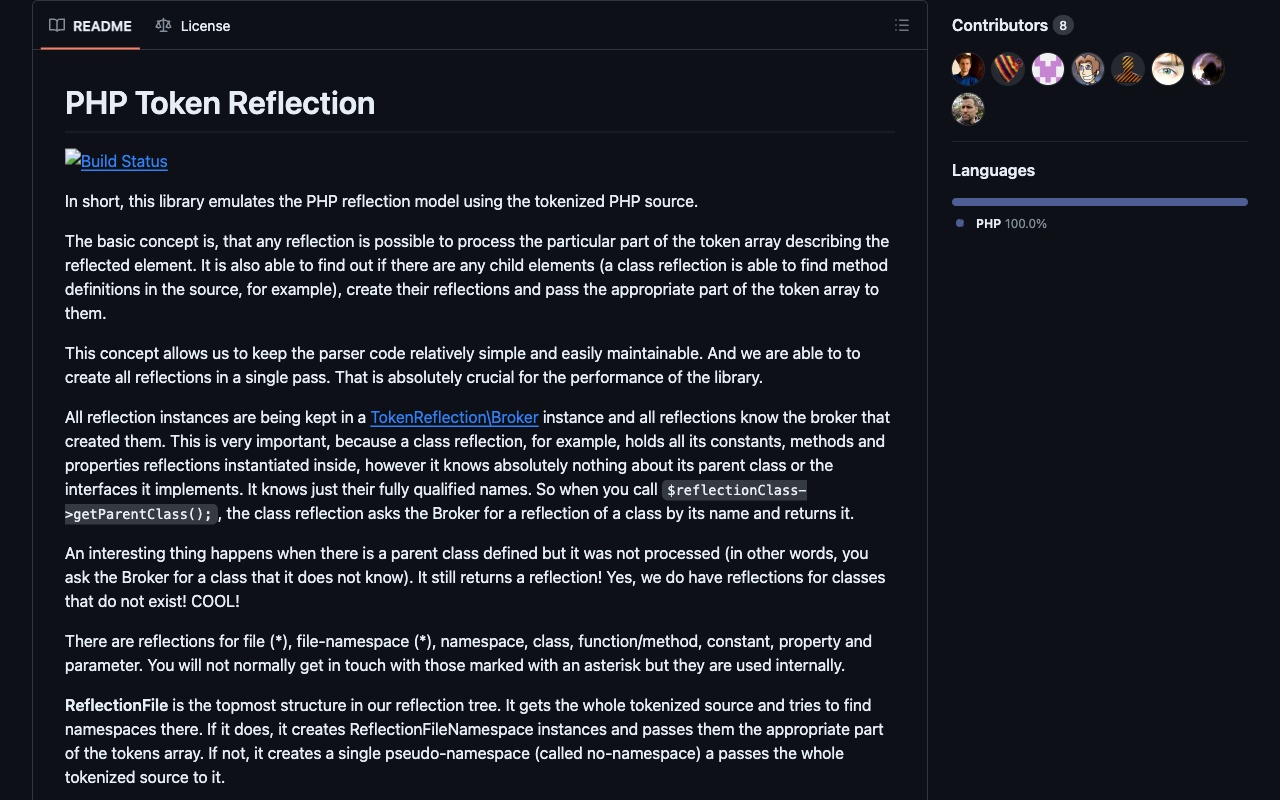 README
License
PHP Token Reflection
Build Status
In short, this library emulates the PHP reflection model using the tokenized PHP source.
The basic concept is, that any reflection is possible to process the particular part of the token array describing the
reflected element. It is also able to find out if there are any child elements (a class reflection is able to find method
definitions in the source, for example), create their reflections and pass the appropriate part of the token array to
them.
This concept allows us to keep the parser code relatively simple and easily maintainable. And we are able to to
create all reflections in a single pass. That is absolutely crucial for the performance of the library.
All reflection instances are being kept in a TokenReflection\Broker instance and all reflections know the broker that
created them. This is very important, because a class reflection, for example, holds all its constants, methods and
properties reflections instantiated inside, however it knows absolutely nothing about its parent class or the
interfaces it implements. It knows just their fully qualified names. So when you call $reflectionClass-
>getParentClass(); , the class reflection asks the Broker for a reflection of a class by its name and returns it.
An interesting thing happens when there is a parent class defined but it was not processed (in other words, you
ask the Broker for a class that it does not know). It still returns a reflection! Yes, we do have reflections for classes
that do not exist! COOL!
There are reflections for file (*), file-namespace (*), namespace, class, function/method, constant, property and
parameter. You will not normally get in touch with those marked with an asterisk but they are used internally.
ReflectionFile is the topmost structure in our reflection tree. It gets the whole tokenized source and tries to find
namespaces there. If it does, it creates ReflectionFileNamespace instances and passes them the appropriate part
of the tokens array. If not, it creates a single pseudo-namespace (called no-namespace) a passes the whole
tokenized source to it.
Contributors 8
Languages
PHP 100.0%